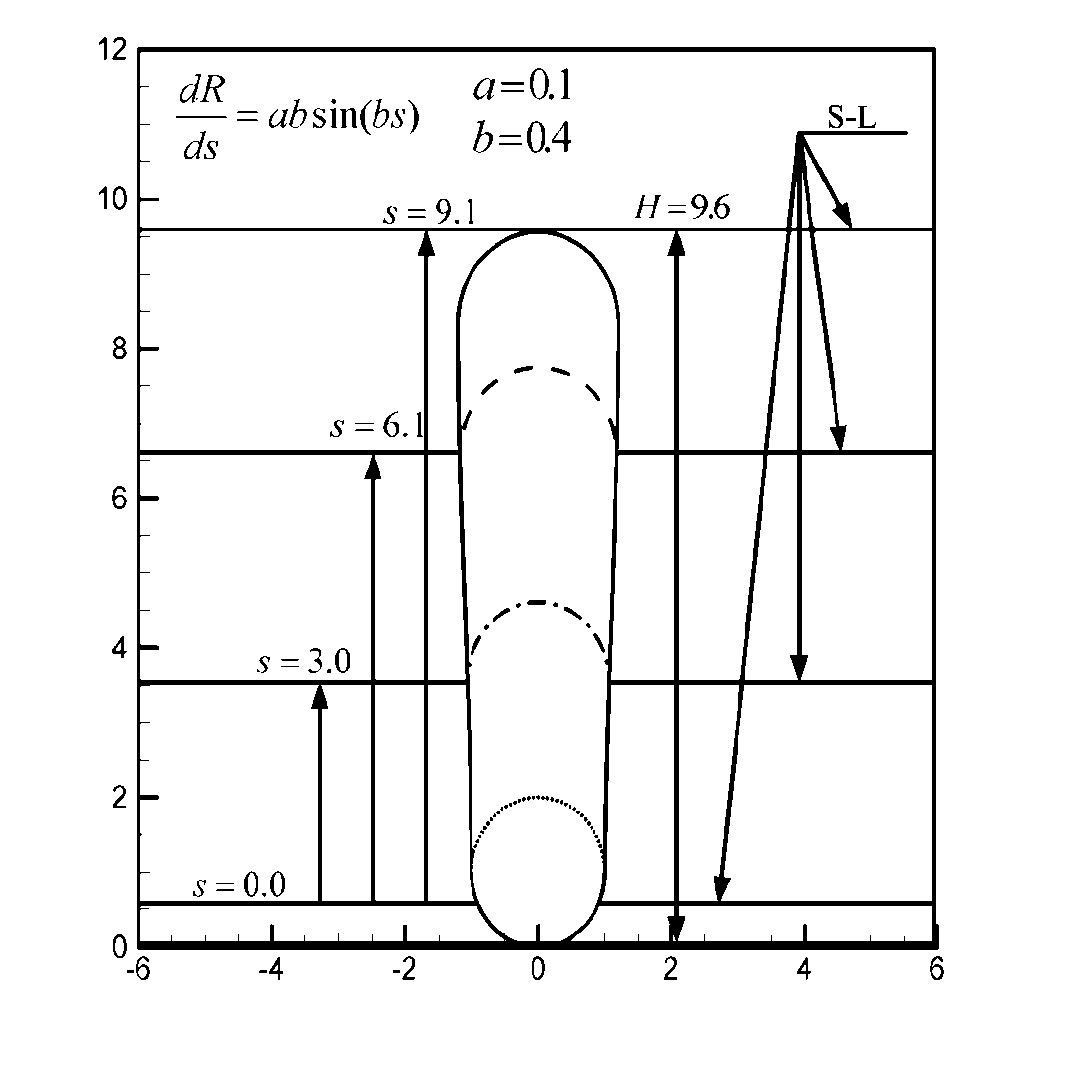 12
dR/ds = ab sin(bs)
a=0.1
b=0.4
S-L
10
s = 9.1
H = 9.6
8
s = 6.1
6
4
s = 3.0
2
s = 0.0
0
-6 -4 -2 0 2 4 6